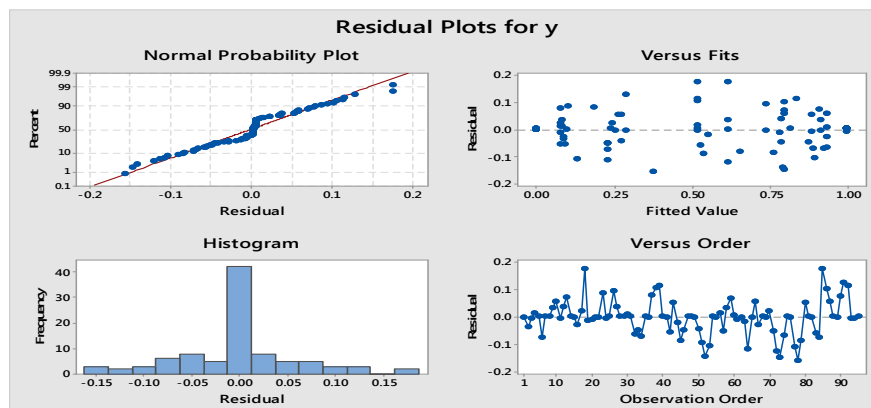 Residual Plots for y
Normal Probability Plot
99.9
99
90
50
10
1
0.1
Percent
-0.2 -0.1 0.0 0.1 0.2
Residual
Versus Fits
0.2
0.1
0.0
-0.1
-0.2
Residual
0.00 0.25 0.50 0.75 1.00
Fitted Value
Histogram
40
30
20
10
0
Frequency
-0.15 -0.10 -0.05 0.00 0.05 0.10 0.15
Residual
Versus Order
0.2
0.1
0.0
-0.1
-0.2
Residual
1 10 20 30 40 50 60 70 80 90
Observation Order